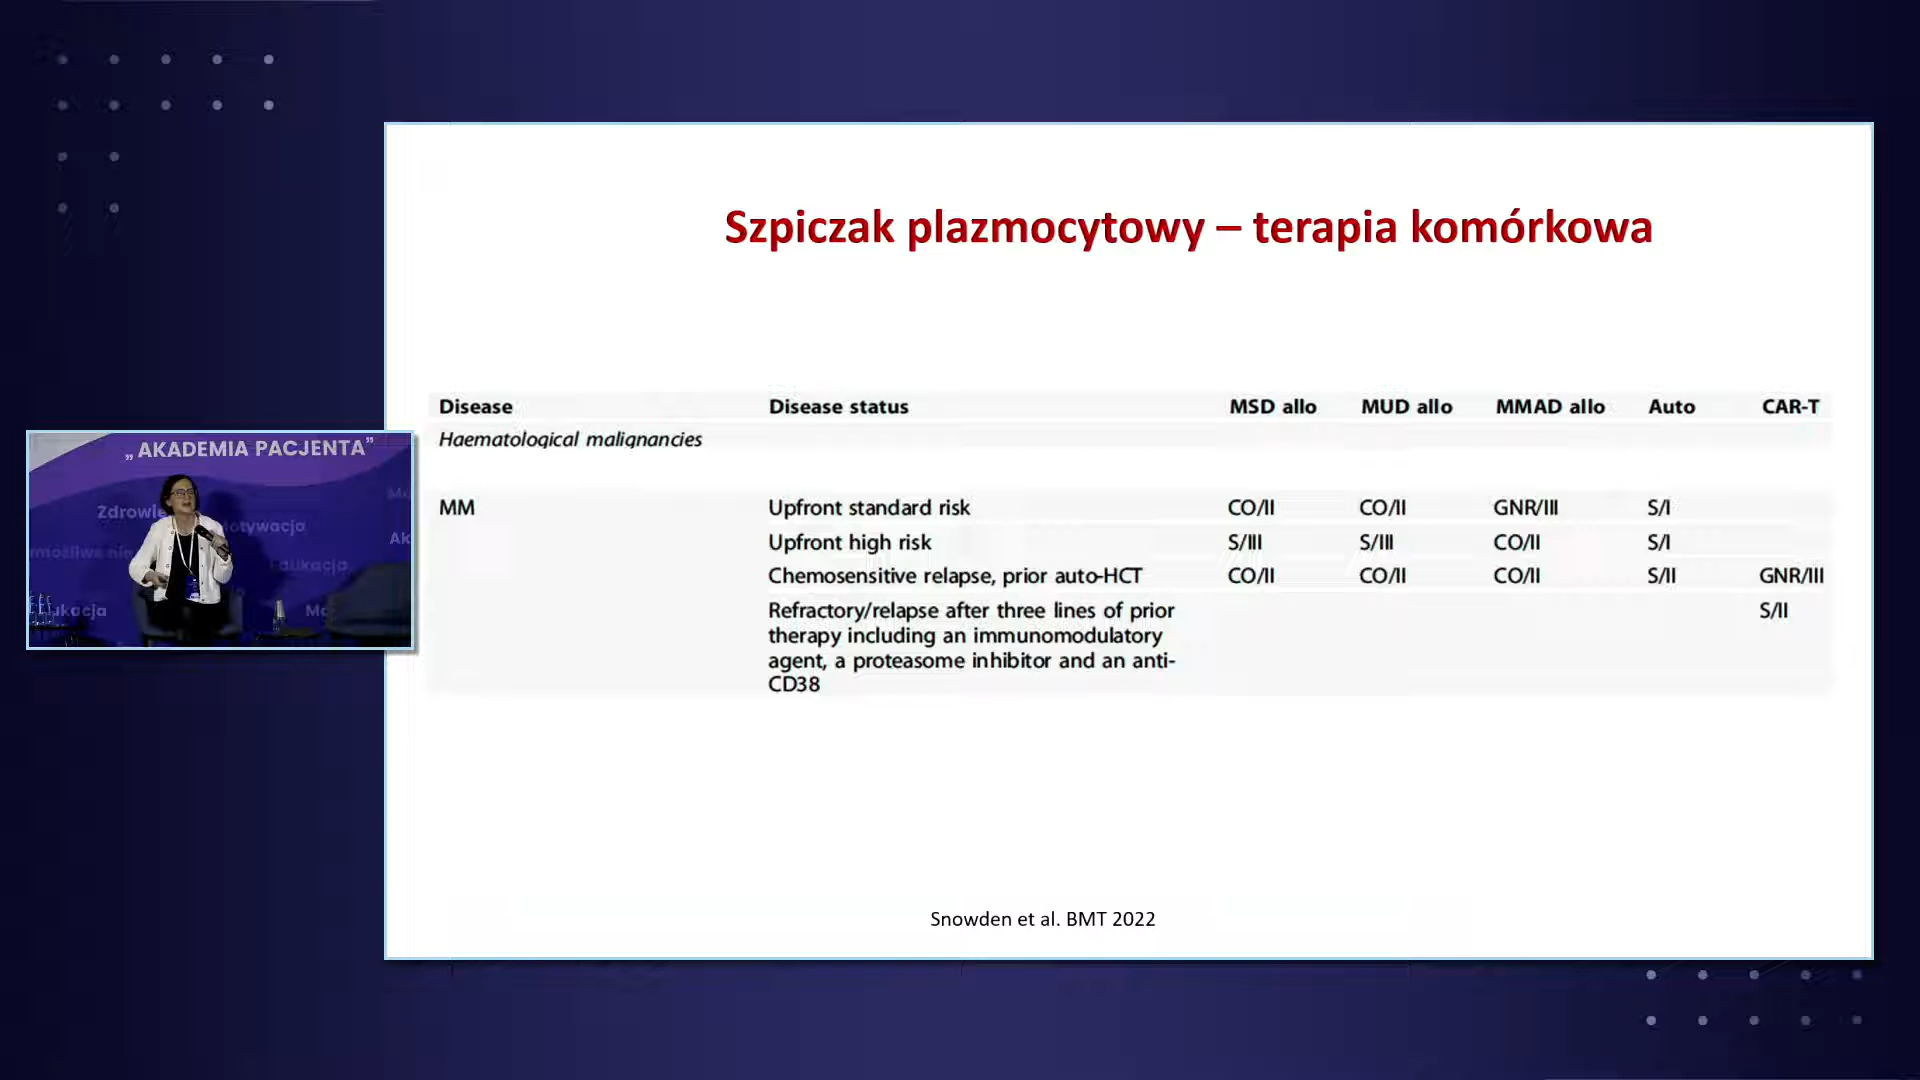 Szpiczak plazmocytowy – terapia komórkowa
Disease Disease status MSD allo MUD allo MMAD allo Auto CAR-T
Haematological malignancies
MM Upfront standard risk CO/II CO/II GNR/III S/I
Upfront high risk S/III S/III CO/II S/I
Chemosensitive relapse, prior auto-HCT CO/II CO/II CO/II S/II GNR/III
Refractory/relapse after three lines of prior S/II
therapy including an immunomodulatory
agent, a proteasome inhibitor and an anti-
CD38
Snowden et al. BMT 2022
„ AKADEMIA PACJENTA”
Zdrowie
Motywacja
Ak
Edukacja